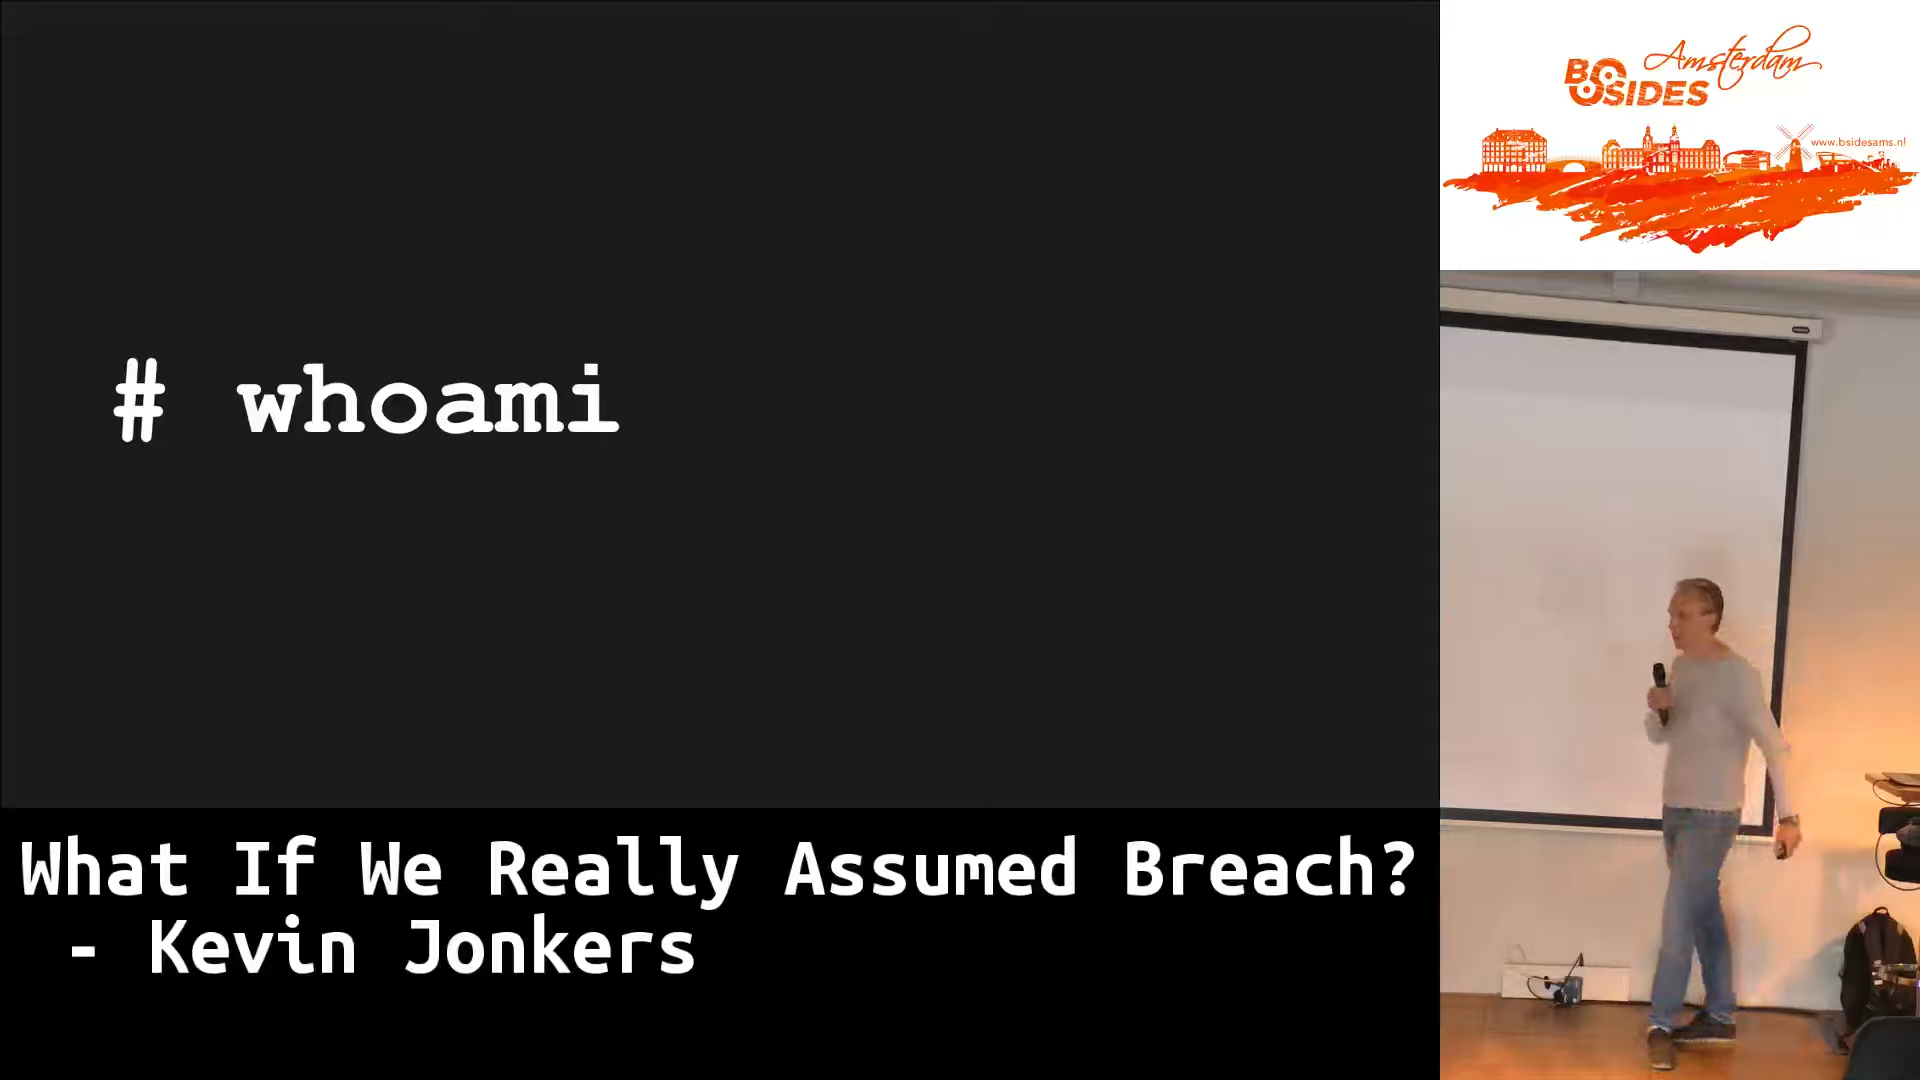 # whoami
What If We Really Assumed Breach?
- Kevin Jonkers
BSIDES
Amsterdam
www.bsidesams.nl